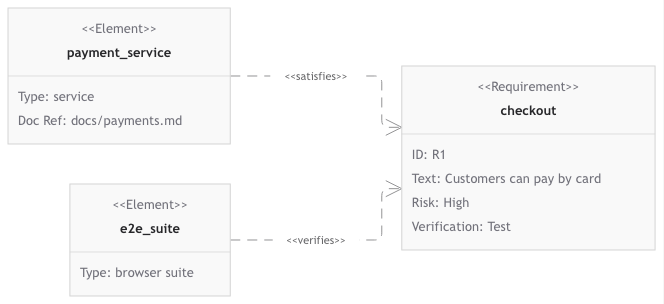 <<Element>>
payment_service
Type: service
Doc Ref: docs/payments.md
<<satisfies>>
<<Requirement>>
checkout
ID: R1
Text: Customers can pay by card
Risk: High
Verification: Test
<<Element>>
e2e_suite
Type: browser suite
<<verifies>>